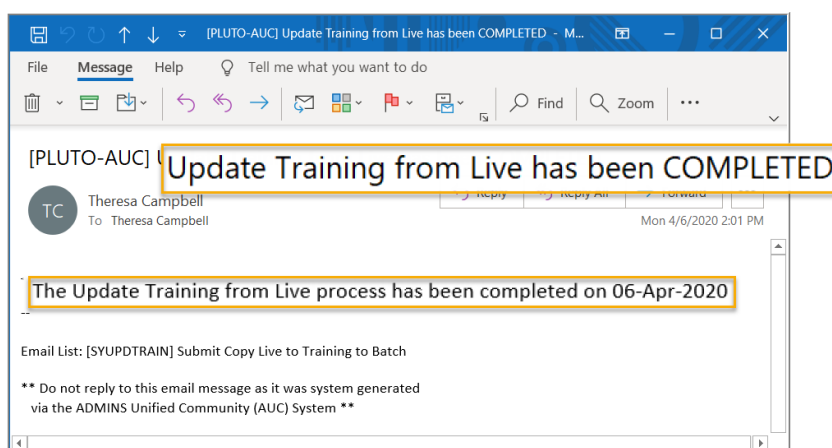 [PLUTO-AUC] Update Training from Live has been COMPLETED - M...
File Message Help Tell me what you want to do
Find Zoom ...
[PLUTO-AUC] Update Training from Live has been COMPLETED
TC
Theresa Campbell
To Theresa Campbell
Reply Reply All Forward
Mon 4/6/2020 2:01 PM
The Update Training from Live process has been completed on 06-Apr-2020
--
Email List: [SYUPDTRAIN] Submit Copy Live to Training to Batch
** Do not reply to this email message as it was system generated
via the ADMINS Unified Community (AUC) System **